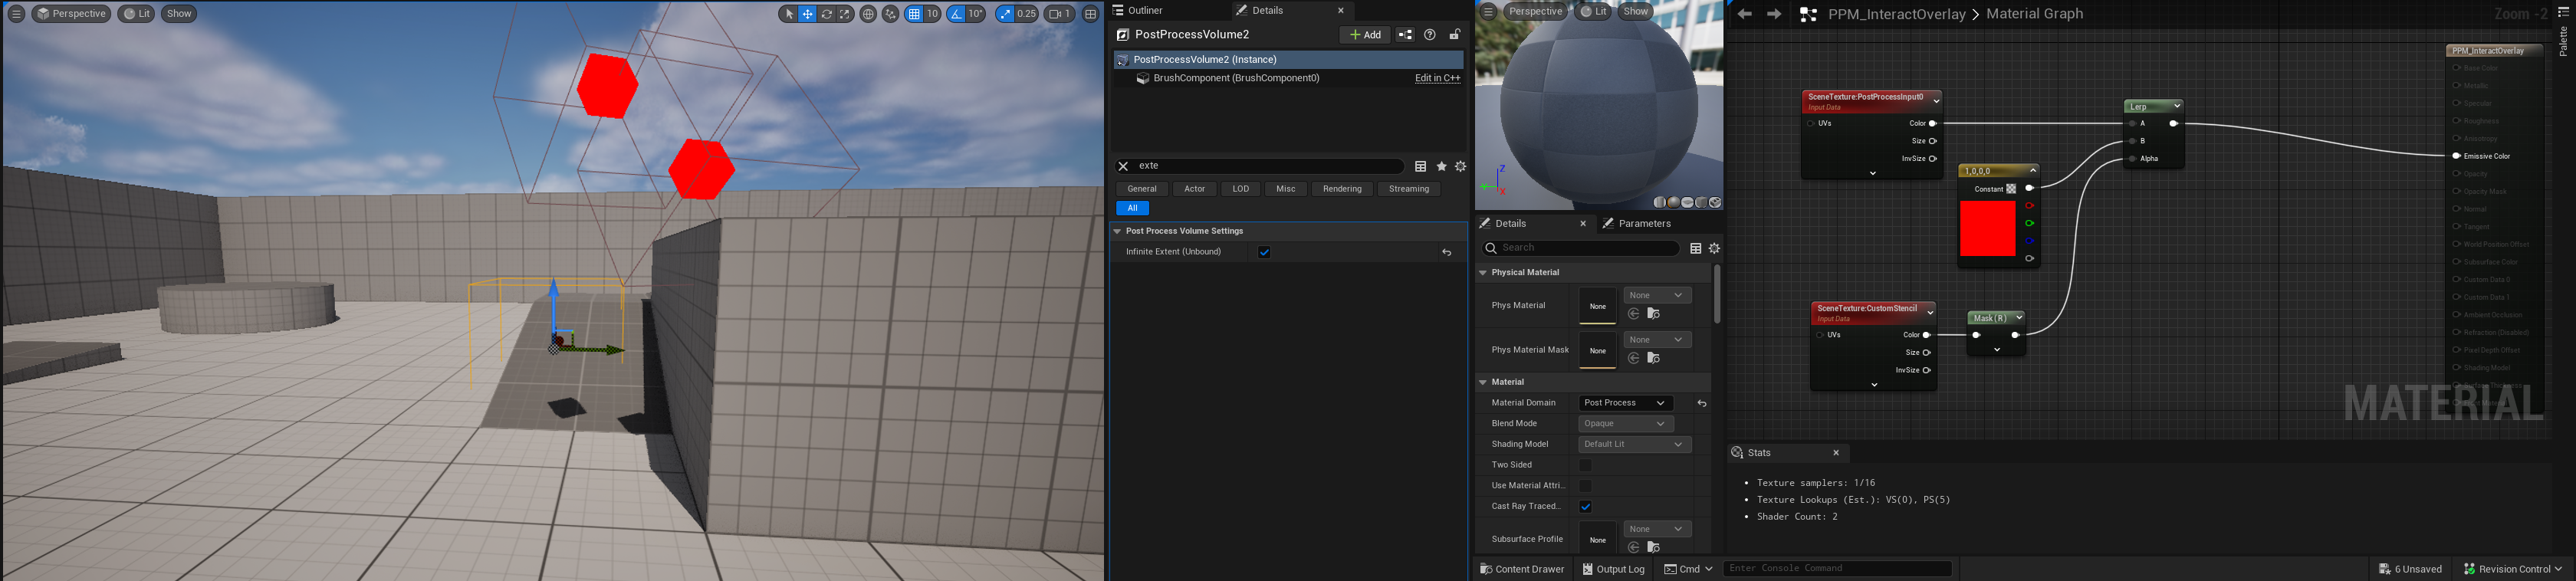 Perspective Lit Show 10 10° 0.25 1
Outliner Details
PostProcessVolume2 Add
PostProcessVolume2 (Instance)
BrushComponent (BrushComponent0) Edit in C++
exte
General Actor LOD Misc Rendering Streaming
All
Post Process Volume Settings
Infinite Extent (Unbound)
Perspective Lit Show
Z
X
Details Parameters
Search
Physical Material
Phys Material None None
Phys Material Mask None None
Material
Material Domain Post Process
Blend Mode Opaque
Shading Model Default Lit
Two Sided
Use Material Attri...
Cast Ray Traced...
Subsurface Profile None None
PPM_InteractOverlay > Material Graph Zoom -2
Palette
SceneTexture:PostProcessInput0
Input Data
UVs Color
Size
InvSize
1,0,0,0
Constant
Lerp
A
B
Alpha
SceneTexture:CustomStencil
Input Data
UVs Color
Size
InvSize
Mask ( R )
PPM_InteractOverlay
Base Color
Metallic
Specular
Roughness
Anisotropy
Emissive Color
Opacity
Opacity Mask
Normal
Tangent
World Position Offset
Subsurface Color
Custom Data 0
Custom Data 1
Ambient Occlusion
Refraction (Disabled)
Pixel Depth Offset
Shading Model
MATERIAL
Stats
Texture samplers: 1/16
Texture Lookups (Est.): VS(0), PS(5)
Shader Count: 2
Content Drawer Output Log Cmd Enter Console Command 6 Unsaved Revision Control